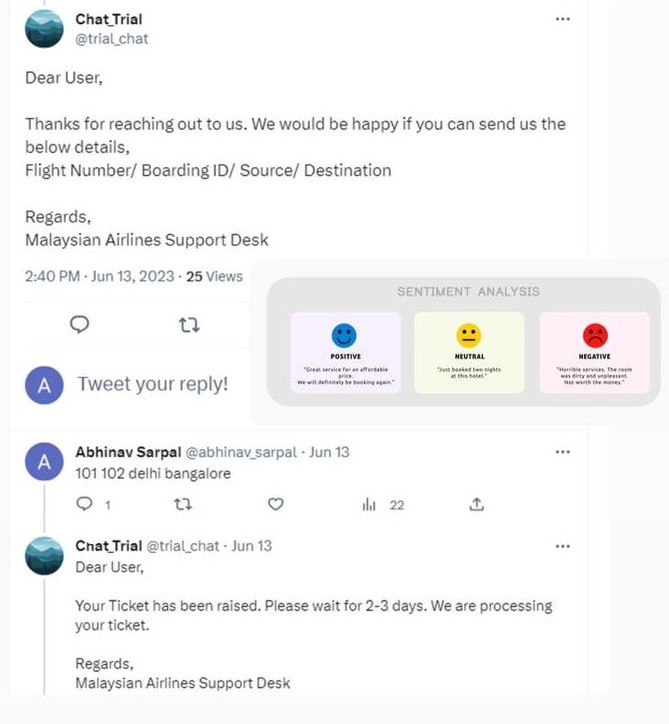 Chat_Trial
@trial_chat
Dear User,
Thanks for reaching out to us. We would be happy if you can send us the
below details,
Flight Number/ Boarding ID/ Source/ Destination
Regards,
Malaysian Airlines Support Desk
2:40 PM · Jun 13, 2023 · 25 Views
SENTIMENT ANALYSIS
POSITIVE
"Great service for an affordable
price.
We will definitely be booking again."
NEUTRAL
"Just booked two nights
at this hotel."
NEGATIVE
"Horrible services. The room
was dirty and unpleasant.
Not worth the money."
A
Tweet your reply!
A
Abhinav Sarpal @abhinav_sarpal · Jun 13
101 102 delhi bangalore
1
22
Chat_Trial @trial_chat · Jun 13
Dear User,
Your Ticket has been raised. Please wait for 2-3 days. We are processing
your ticket.
Regards,
Malaysian Airlines Support Desk